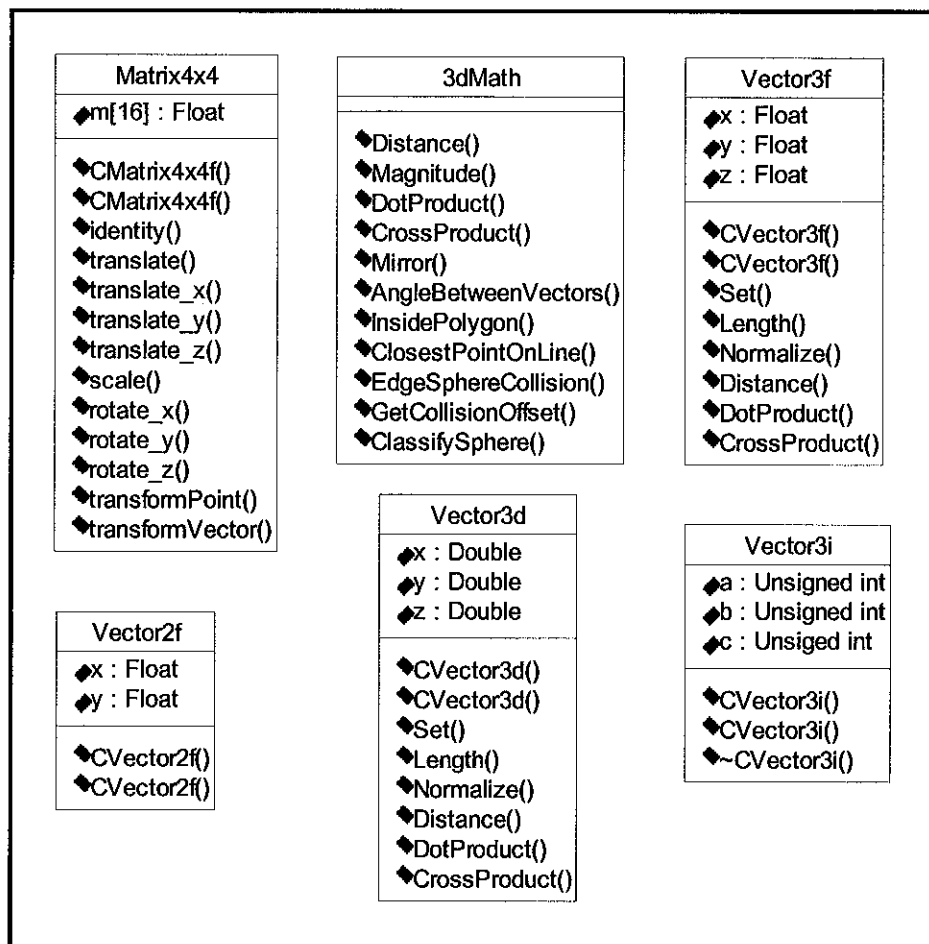 Matrix4x4
m[16] : Float
CMatrix4x4f()
CMatrix4x4f()
identity()
translate()
translate_x()
translate_y()
translate_z()
scale()
rotate_x()
rotate_y()
rotate_z()
transformPoint()
transformVector()
3dMath
Distance()
Magnitude()
DotProduct()
CrossProduct()
Mirror()
AngleBetweenVectors()
InsidePolygon()
ClosestPointOnLine()
EdgeSphereCollision()
GetCollisionOffset()
ClassifySphere()
Vector3f
x : Float
y : Float
z : Float
CVector3f()
CVector3f()
Set()
Length()
Normalize()
Distance()
DotProduct()
CrossProduct()
Vector2f
x : Float
y : Float
CVector2f()
CVector2f()
Vector3d
x : Double
y : Double
z : Double
CVector3d()
CVector3d()
Set()
Length()
Normalize()
Distance()
DotProduct()
CrossProduct()
Vector3i
a : Unsigned int
b : Unsigned int
c : Unsiged int
CVector3i()
CVector3i()
~CVector3i()